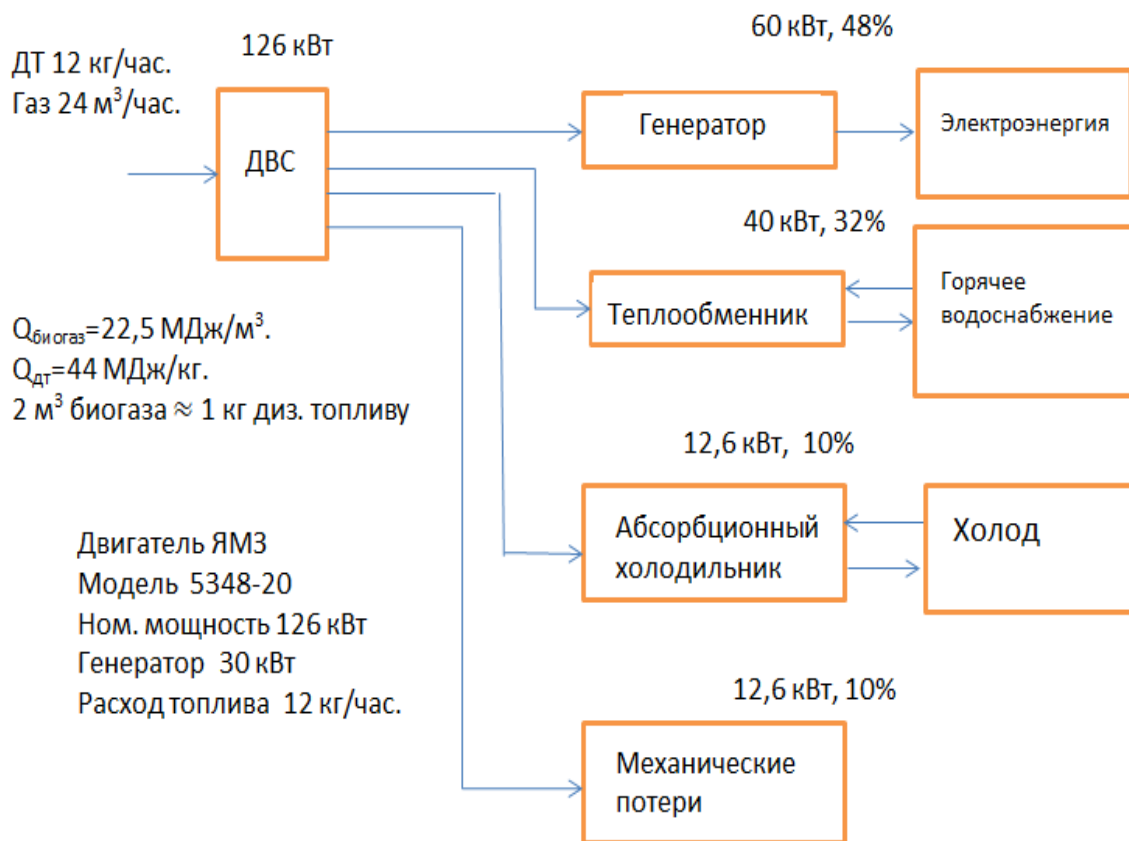 126 кВт
60 кВт, 48%
ДТ 12 кг/час.
Газ 24 м³/час.
ДВС
Генератор
Электроэнергия
40 кВт, 32%
Теплообменник
Горячее
водоснабжение
Qбиогаз=22,5 МДж/м³.
Qдт=44 МДж/кг.
2 м³ биогаза ≈ 1 кг диз. топливу
12,6 кВт, 10%
Абсорбционный
холодильник
Холод
Двигатель ЯМЗ
Модель 5348-20
Ном. мощность 126 кВт
Генератор 30 кВт
Расход топлива 12 кг/час.
12,6 кВт, 10%
Механические
потери